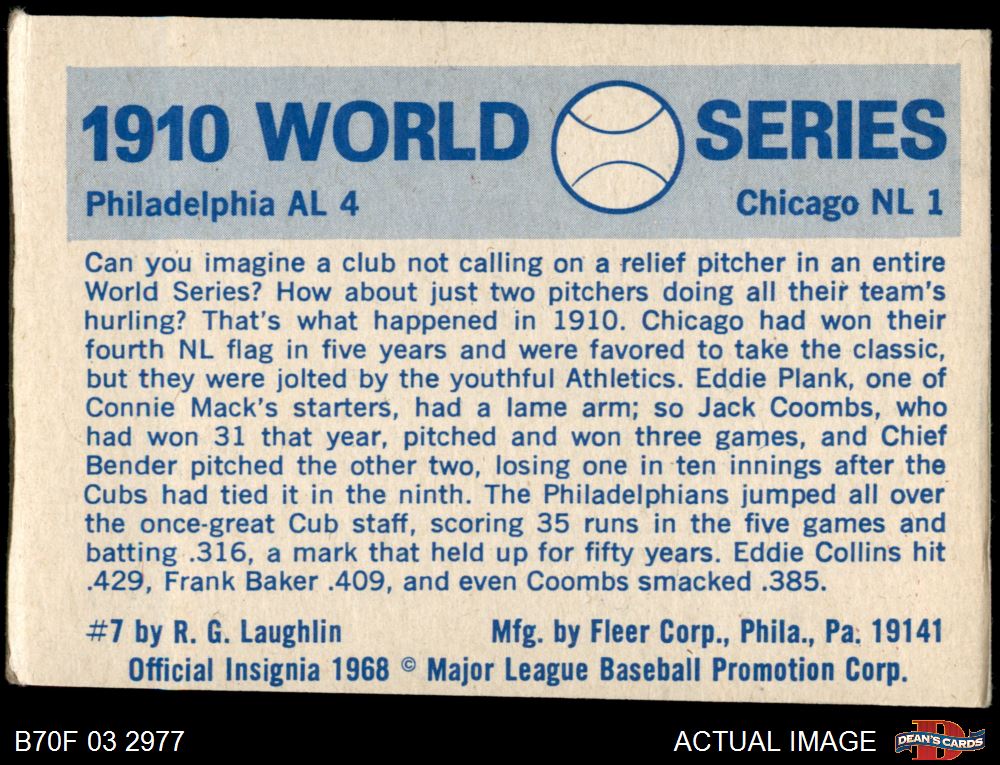 1910 WORLD SERIES
Philadelphia AL 4 Chicago NL 1
Can you imagine a club not calling on a relief pitcher in an entire
World Series? How about just two pitchers doing all their team's
hurling? That's what happened in 1910. Chicago had won their
fourth NL flag in five years and were favored to take the classic,
but they were jolted by the youthful Athletics. Eddie Plank, one of
Connie Mack's starters, had a lame arm; so Jack Coombs, who
had won 31 that year, pitched and won three games, and Chief
Bender pitched the other two, losing one in ten innings after the
Cubs had tied it in the ninth. The Philadelphians jumped all over
the once-great Cub staff, scoring 35 runs in the five games and
batting .316, a mark that held up for fifty years. Eddie Collins hit
.429, Frank Baker .409, and even Coombs smacked .385.
#7 by R. G. Laughlin Mfg. by Fleer Corp., Phila., Pa. 19141
Official Insignia 1968 © Major League Baseball Promotion Corp.
B70F 03 2977 ACTUAL IMAGE DEAN'S CARDS